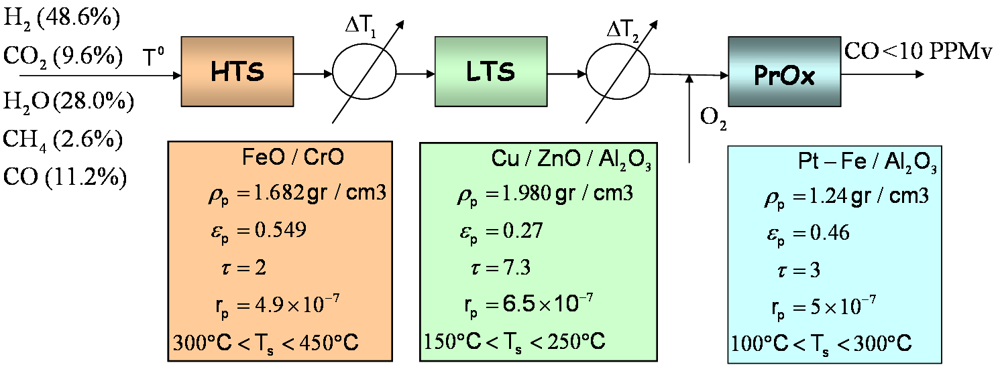 H₂ (48.6%)
CO₂ (9.6%) T⁰
H₂O (28.0%)
CH₄ (2.6%)
CO (11.2%)
HTS
ΔT₁
LTS
ΔT₂
O₂
PrOx
CO<10 PPMv
FeO / CrO
ρₚ = 1.682 gr / cm3
εₚ = 0.549
τ = 2
rₚ = 4.9×10⁻⁷
300°C < Tₛ < 450°C
Cu / ZnO / Al₂O₃
ρₚ = 1.980 gr / cm3
εₚ = 0.27
τ = 7.3
rₚ = 6.5×10⁻⁷
150°C < Tₛ < 250°C
Pt – Fe / Al₂O₃
ρₚ = 1.24 gr / cm3
εₚ = 0.46
τ = 3
rₚ = 5×10⁻⁷
100°C < Tₛ < 300°C